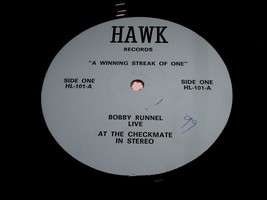 HAWK
RECORDS
"A WINNING STREAK OF ONE"
SIDE ONE
HL-101-A
SIDE ONE
HL-101-A
BOBBY RUNNEL
LIVE
AT THE CHECKMATE
IN STEREO